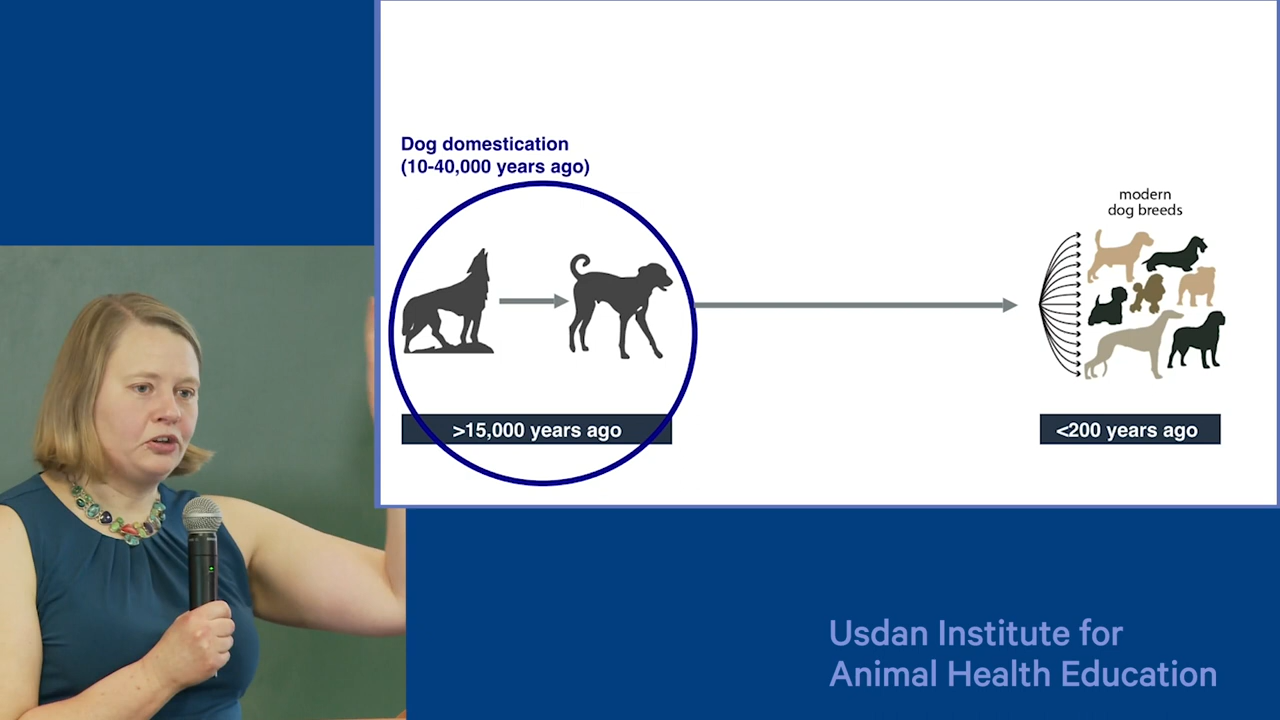 Dog domestication
(10-40,000 years ago)
modern
dog breeds
>15,000 years ago
<200 years ago
Usdan Institute for
Animal Health Education